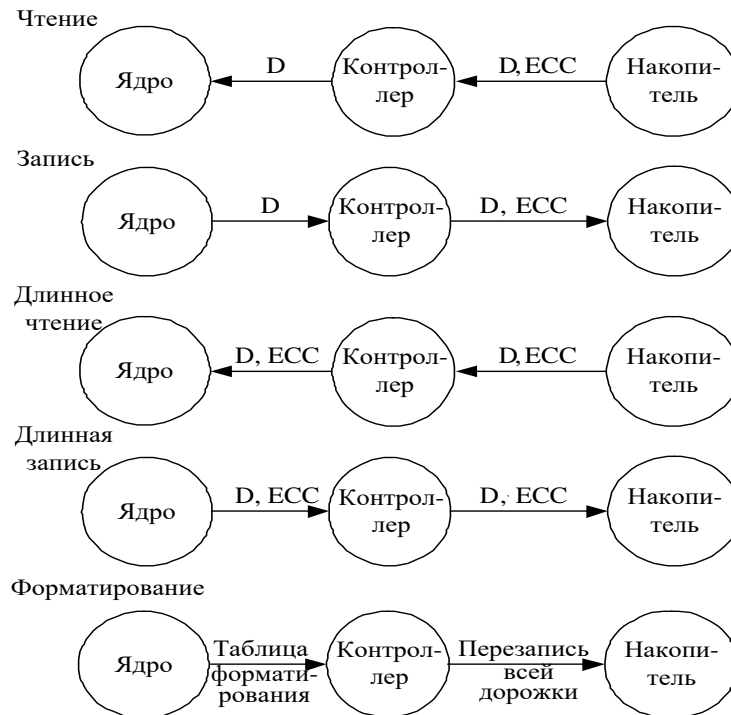 Чтение
Ядро
D
Контрол-
лер
D, ECC
Накопи-
тель
Запись
Ядро
D
Контрол-
лер
D, ECC
Накопи-
тель
Длинное
чтение
Ядро
D, ECC
Контрол-
лер
D, ECC
Накопи-
тель
Длинная
запись
Ядро
D, ECC
Контрол-
лер
D, ECC
Накопи-
тель
Форматирование
Ядро
Таблица
формати-
рования
Контрол-
лер
Перезапись
всей
дорожки
Накопи-
тель